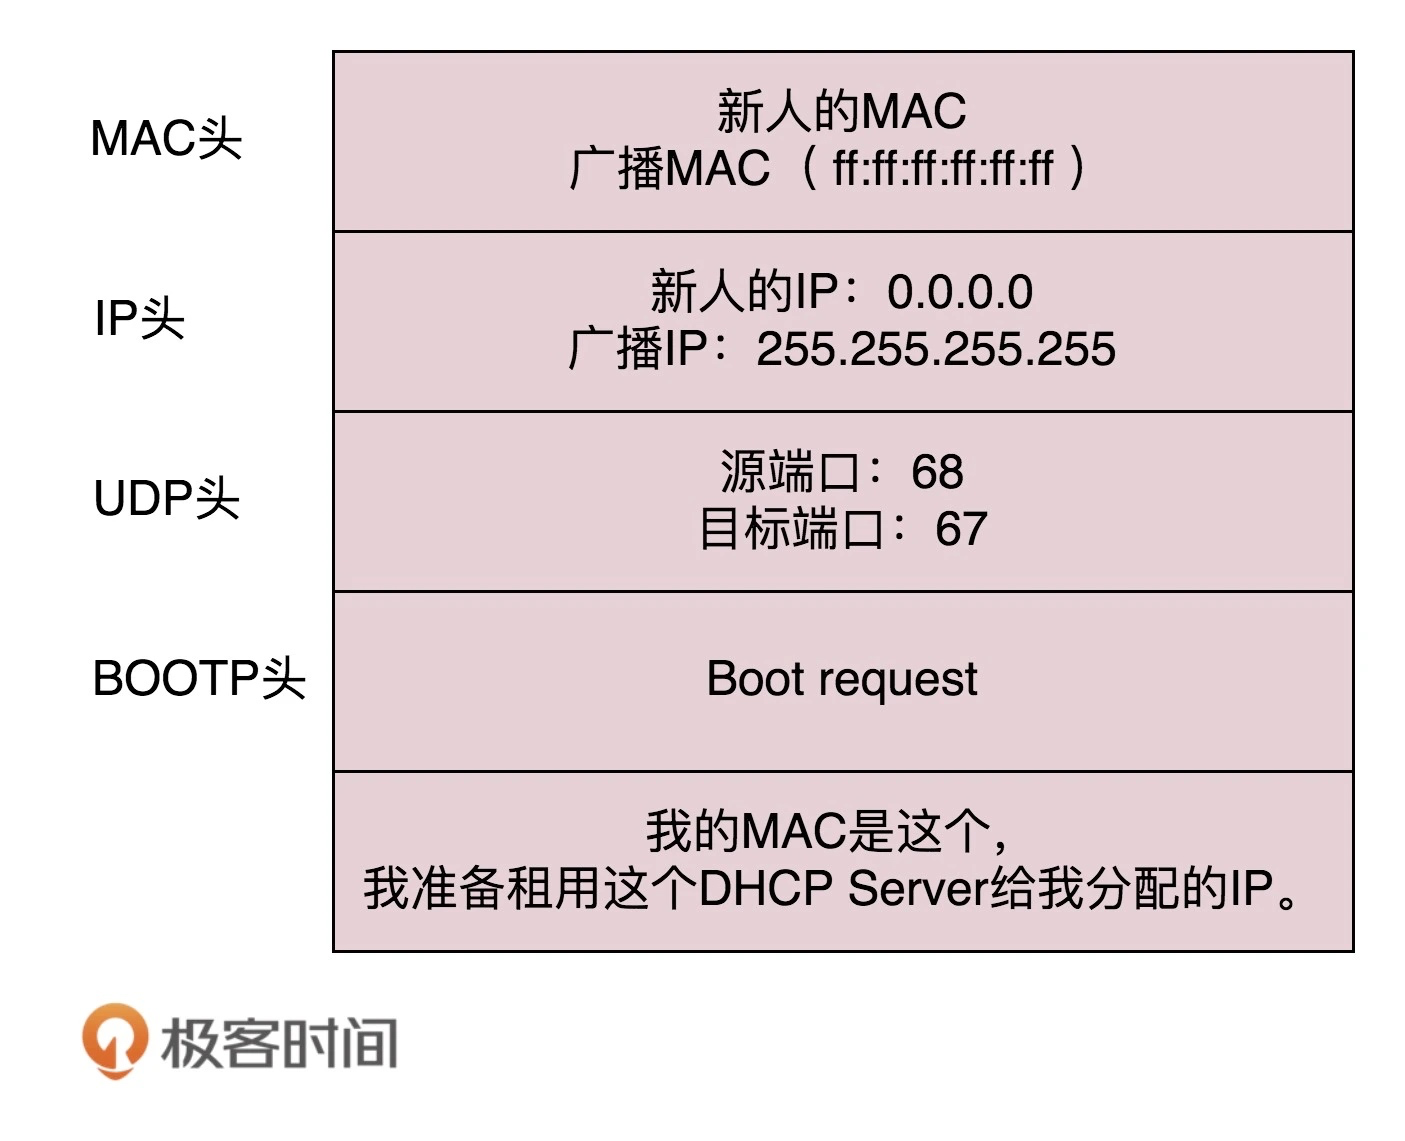 MAC头
新人的MAC
广播MAC（ff:ff:ff:ff:ff:ff）
IP头
新人的IP：0.0.0.0
广播IP：255.255.255.255
UDP头
源端口：68
目标端口：67
BOOTP头
Boot request
我的MAC是这个，
我准备租用这个DHCP Server给我分配的IP。
极客时间